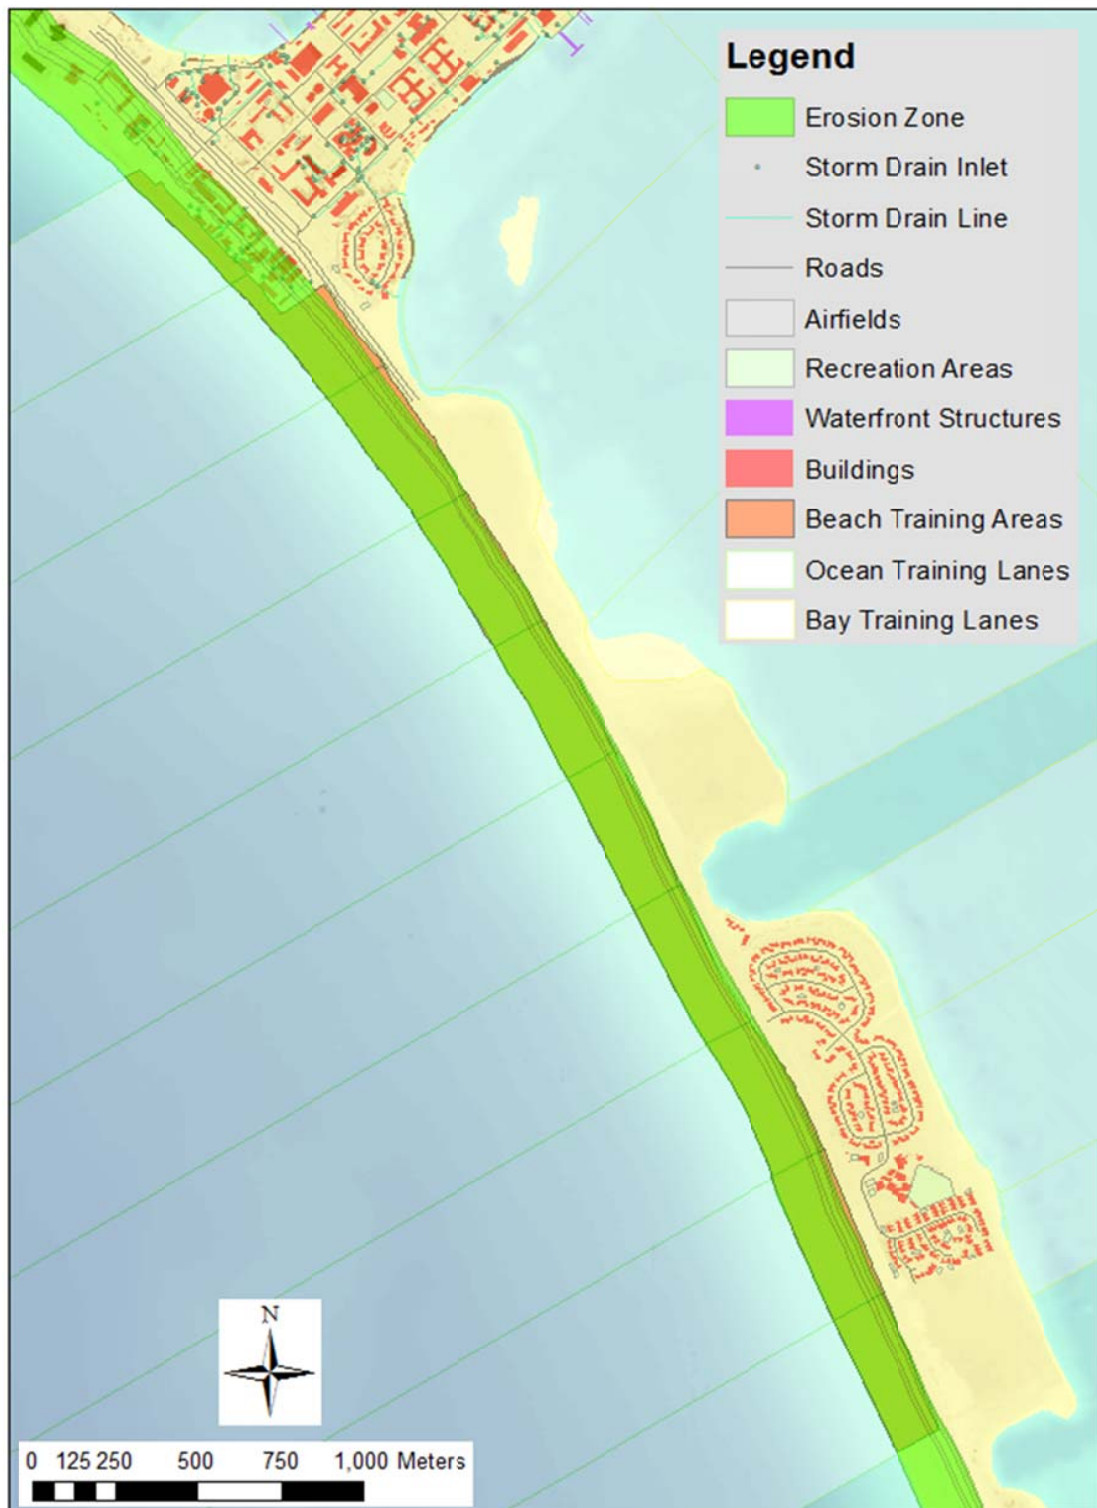 Legend
Erosion Zone
Storm Drain Inlet
Storm Drain Line
Roads
Airfields
Recreation Areas
Waterfront Structures
Buildings
Beach Training Areas
Ocean Training Lanes
Bay Training Lanes
N
0 125 250 500 750 1,000 Meters